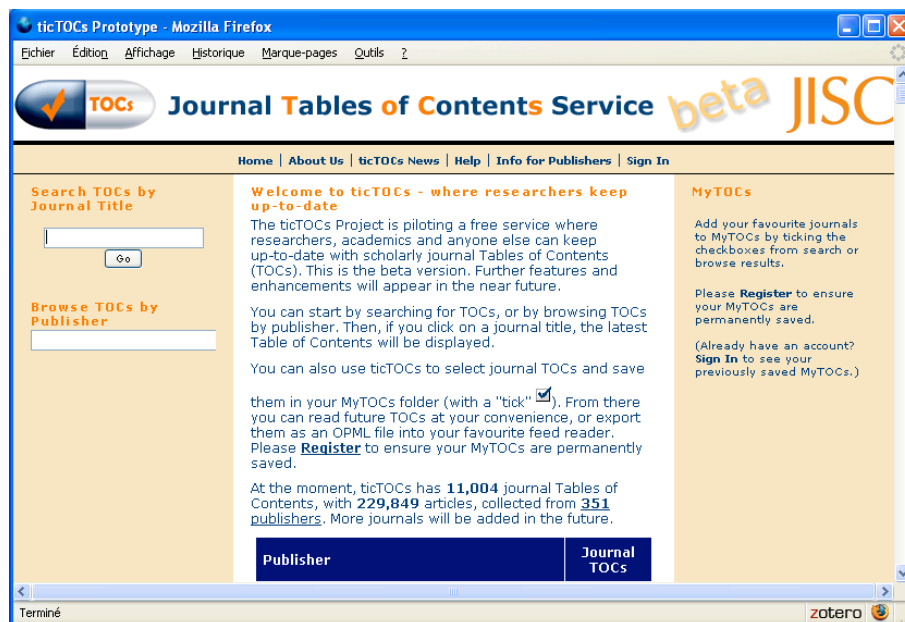 ticTOCs Prototype - Mozilla Firefox
Fichier Édition Affichage Historique Marque-pages Outils ?
TOCs Journal Tables of Contents Service beta JISC
Home | About Us | ticTOCs News | Help | Info for Publishers | Sign In
Search TOCs by
Journal Title
Go
Browse TOCs by
Publisher
Welcome to ticTOCs - where researchers keep
up-to-date
The ticTOCs Project is piloting a free service where
researchers, academics and anyone else can keep
up-to-date with scholarly journal Tables of Contents
(TOCs). This is the beta version. Further features and
enhancements will appear in the near future.
You can start by searching for TOCs, or by browsing TOCs
by publisher. Then, if you click on a journal title, the latest
Table of Contents will be displayed.
You can also use ticTOCs to select journal TOCs and save
them in your MyTOCs folder (with a "tick" ). From there
you can read future TOCs at your convenience, or export
them as an OPML file into your favourite feed reader.
Please Register to ensure your MyTOCs are permanently
saved.
At the moment, ticTOCs has 11,004 journal Tables of
Contents, with 229,849 articles, collected from 351
publishers. More journals will be added in the future.
Publisher
Journal
TOCs
MyTOCs
Add your favourite journals
to MyTOCs by ticking the
checkboxes from search or
browse results.
Please Register to ensure
your MyTOCs are
permanently saved.
(Already have an account?
Sign In to see your
previously saved MyTOCs.)
Terminé
zotero